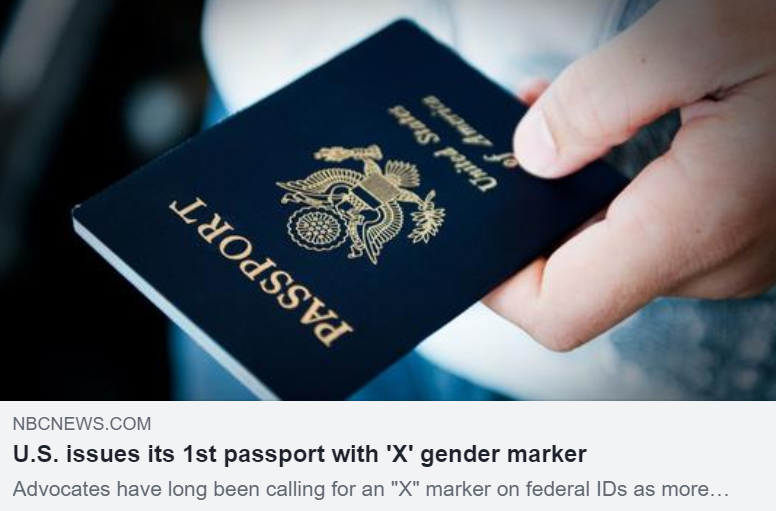 United States
of America
PASSPORT
NBCNEWS.COM
U.S. issues its 1st passport with 'X' gender marker
Advocates have long been calling for an "X" marker on federal IDs as more…